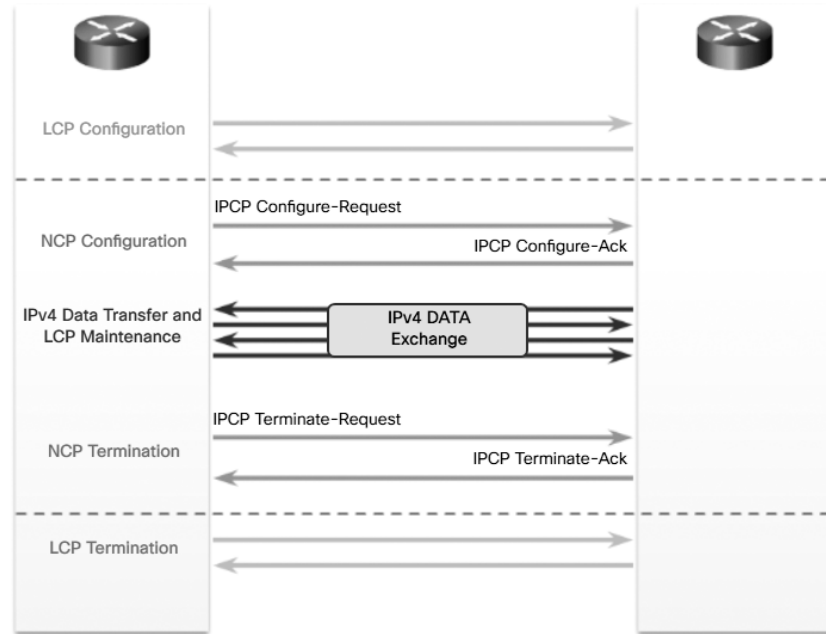 LCP Configuration
IPCP Configure-Request
NCP Configuration
IPCP Configure-Ack
IPv4 Data Transfer and
LCP Maintenance
IPv4 DATA
Exchange
IPCP Terminate-Request
NCP Termination
IPCP Terminate-Ack
LCP Termination